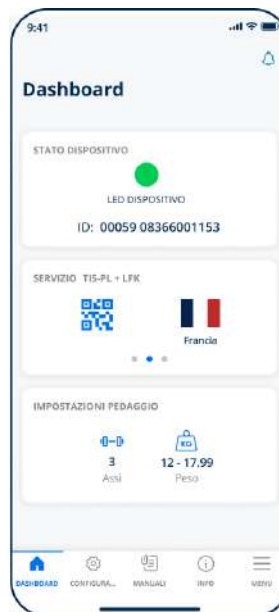 9:41
Dashboard
STATO DISPOSITIVO
LED DISPOSITIVO
ID: 00059 08366001153
SERVIZIO TIS-PL + LFK
Francia
IMPOSTAZIONI PEDAGGIO
KG
3 12 - 17.99
Assi Peso
DASHBOARD CONFIGURA... MANUALI INFO MENU